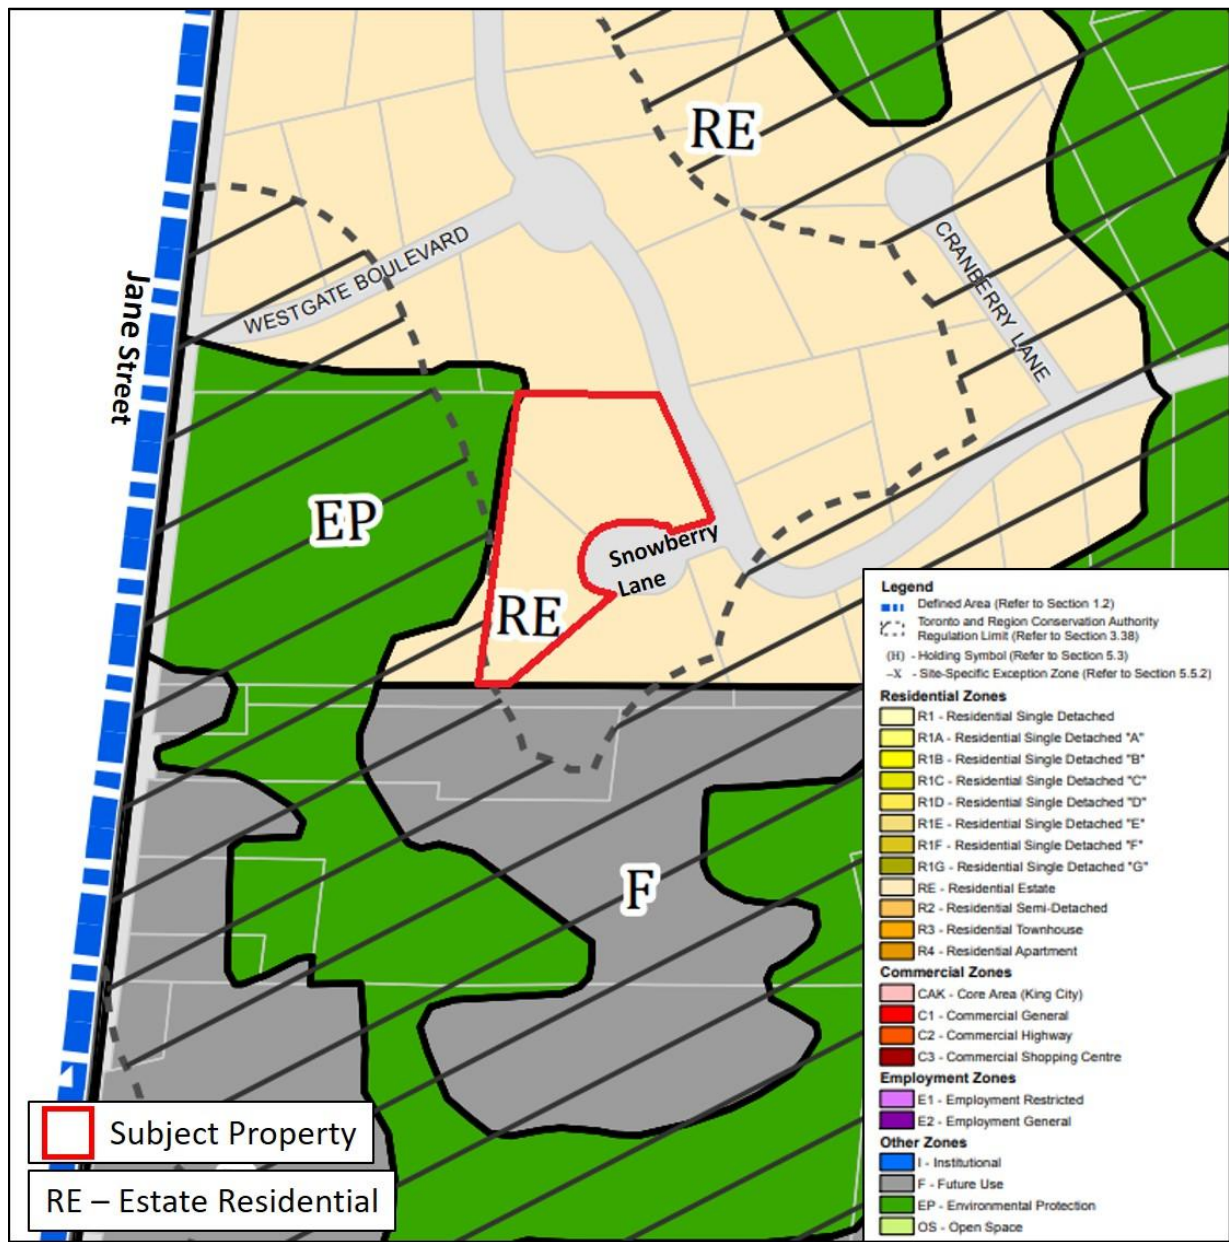 RE
CRANBERRY LANE
WESTGATE BOULEVARD
Jane Street
EP
Snowberry
Lane
RE
F
Legend
Defined Area (Refer to Section 1.2)
Toronto and Region Conservation Authority
Regulation Limit (Refer to Section 3.38)
(H) - Holding Symbol (Refer to Section 5.3)
-X - Site-Specific Exception Zone (Refer to Section 5.5.2)
Residential Zones
R1 - Residential Single Detached
R1A - Residential Single Detached "A"
R1B - Residential Single Detached "B"
R1C - Residential Single Detached "C"
R1D - Residential Single Detached "D"
R1E - Residential Single Detached "E"
R1F - Residential Single Detached "F"
R1G - Residential Single Detached "G"
RE - Residential Estate
R2 - Residential Semi-Detached
R3 - Residential Townhouse
R4 - Residential Apartment
Commercial Zones
CAK - Core Area (King City)
C1 - Commercial General
C2 - Commercial Highway
C3 - Commercial Shopping Centre
Employment Zones
E1 - Employment Restricted
E2 - Employment General
Other Zones
I - Institutional
F - Future Use
EP - Environmental Protection
OS - Open Space
Subject Property
RE – Estate Residential